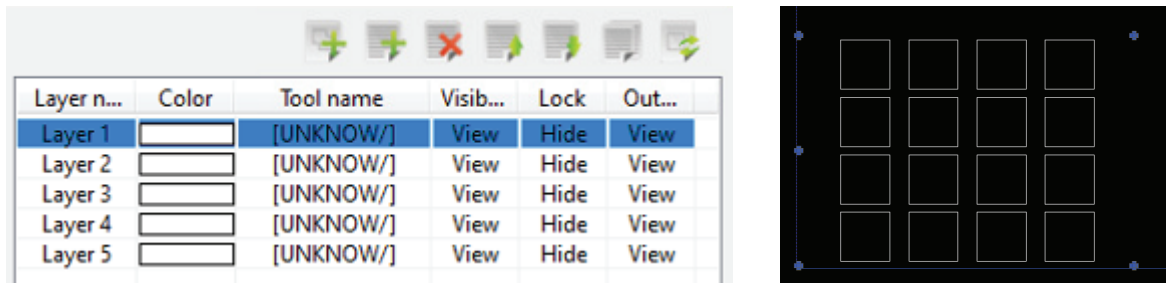 Layer n... Color Tool name Visib... Lock Out...
Layer 1 [UNKNOW/] View Hide View
Layer 2 [UNKNOW/] View Hide View
Layer 3 [UNKNOW/] View Hide View
Layer 4 [UNKNOW/] View Hide View
Layer 5 [UNKNOW/] View Hide View